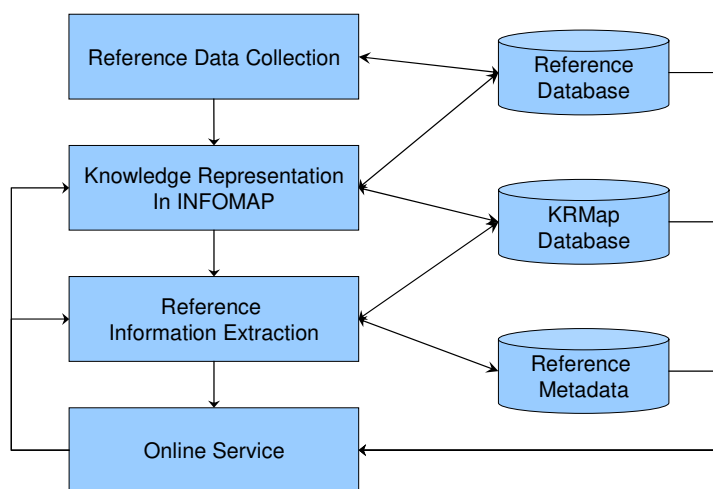 Reference Data Collection
Reference
Database
Knowledge Representation
In INFOMAP
KRMap
Database
Reference
Information Extraction
Reference
Metadata
Online Service